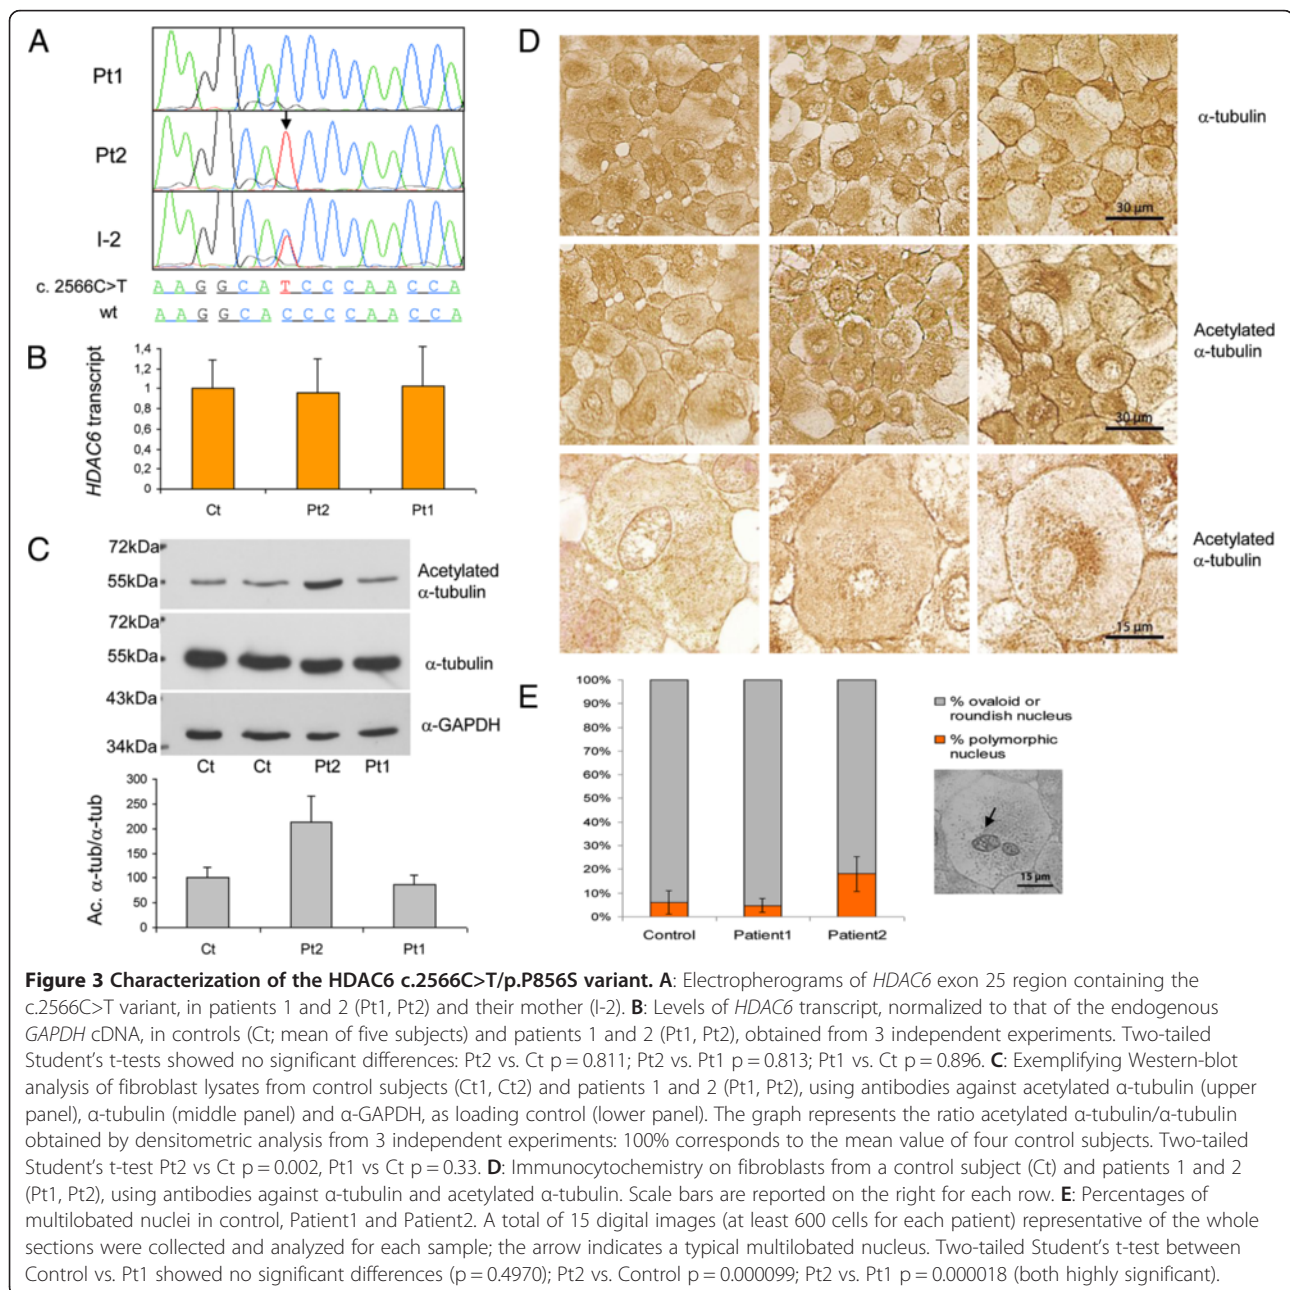 A
Pt1
Pt2
I-2
c. 2566C>T
A A G G C A T C C C A A C C A
wt
A A G G C A C C C C A A C C A
B
HDAC6 transcript
1,4
1,2
1
0,8
0,6
0,4
0,2
0
Ct Pt2 Pt1
C
72kDa
55kDa
Acetylated
α-tubulin
72kDa
55kDa
α-tubulin
43kDa
34kDa
α-GAPDH
Ct Ct Pt2 Pt1
Ac. α-tub/α-tub
300
250
200
150
100
50
0
Ct Pt2 Pt1
D
α-tubulin
30 µm
Acetylated
α-tubulin
30 µm
Acetylated
α-tubulin
15 µm
E
100%
90%
80%
70%
60%
50%
40%
30%
20%
10%
0%
Control Patient1 Patient2
% ovaloid or
roundish nucleus
% polymorphic
nucleus
15 µm
Figure 3 Characterization of the HDAC6 c.2566C>T/p.P856S variant. A: Electropherograms of HDAC6 exon 25 region containing the
c.2566C>T variant, in patients 1 and 2 (Pt1, Pt2) and their mother (I-2). B: Levels of HDAC6 transcript, normalized to that of the endogenous
GAPDH cDNA, in controls (Ct; mean of five subjects) and patients 1 and 2 (Pt1, Pt2), obtained from 3 independent experiments. Two-tailed
Student's t-tests showed no significant differences: Pt2 vs. Ct p = 0.811; Pt2 vs. Pt1 p = 0.813; Pt1 vs. Ct p = 0.896. C: Exemplifying Western-blot
analysis of fibroblast lysates from control subjects (Ct1, Ct2) and patients 1 and 2 (Pt1, Pt2), using antibodies against acetylated α-tubulin (upper
panel), α-tubulin (middle panel) and α-GAPDH, as loading control (lower panel). The graph represents the ratio acetylated α-tubulin/α-tubulin
obtained by densitometric analysis from 3 independent experiments: 100% corresponds to the mean value of four control subjects. Two-tailed
Student's t-test Pt2 vs Ct p = 0.002, Pt1 vs Ct p = 0.33. D: Immunocytochemistry on fibroblasts from a control subject (Ct) and patients 1 and 2
(Pt1, Pt2), using antibodies against α-tubulin and acetylated α-tubulin. Scale bars are reported on the right for each row. E: Percentages of
multilobated nuclei in control, Patient1 and Patient2. A total of 15 digital images (at least 600 cells for each patient) representative of the whole
sections were collected and analyzed for each sample; the arrow indicates a typical multilobated nucleus. Two-tailed Student's t-test between
Control vs. Pt1 showed no significant differences (p = 0.4970); Pt2 vs. Control p = 0.000099; Pt2 vs. Pt1 p = 0.000018 (both highly significant).